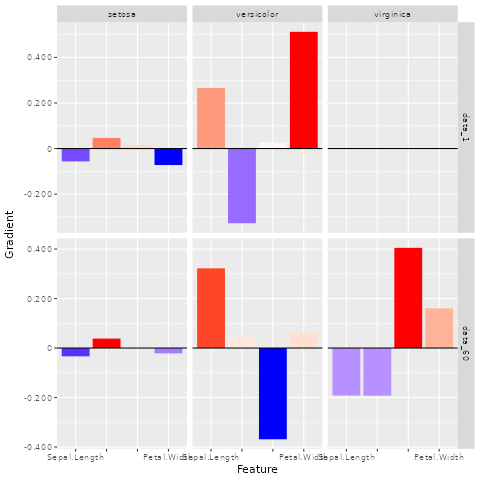 setosa
versicolor
virginica
Gradient
0.400
0.200
0
-0.200
data_1
0.400
0.200
0
-0.200
-0.400
data_60
Sepal.Length
Petal.Width
Sepal.Length
Petal.Width
Sepal.Length
Petal.Width
Feature